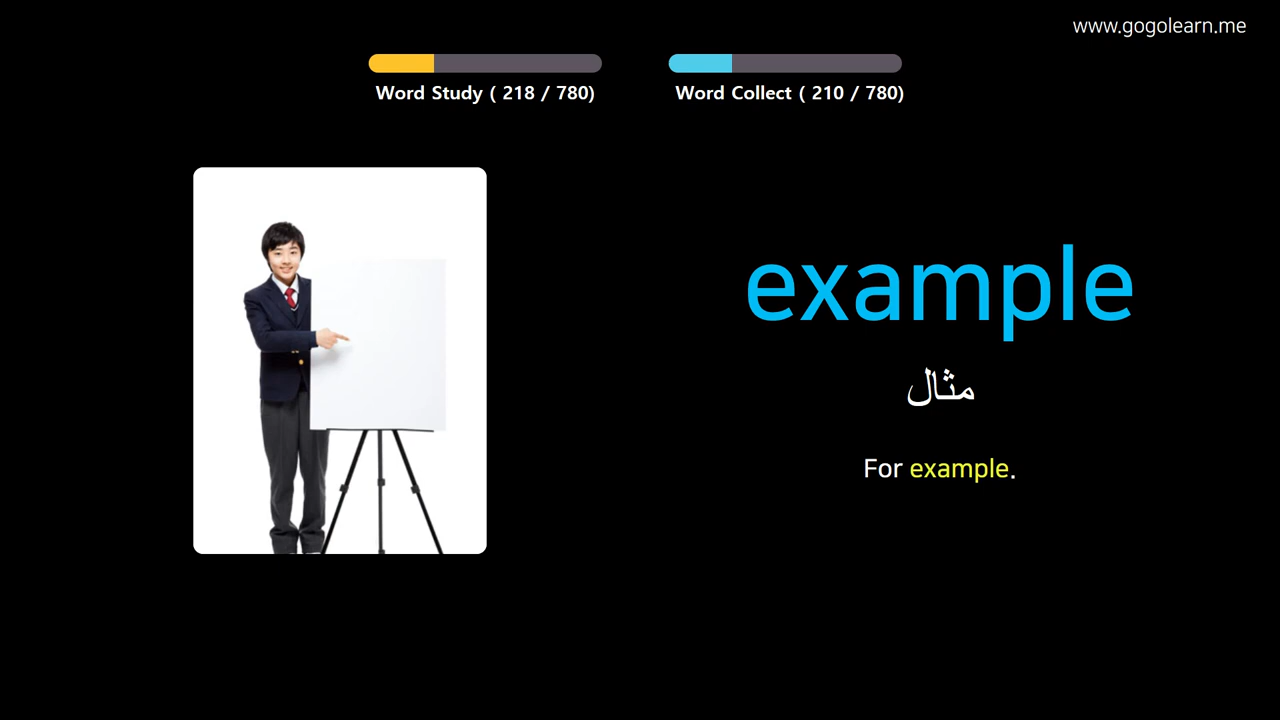 www.gogolearn.me
Word Study ( 218 / 780)
Word Collect ( 210 / 780)
example
مثال
For example.